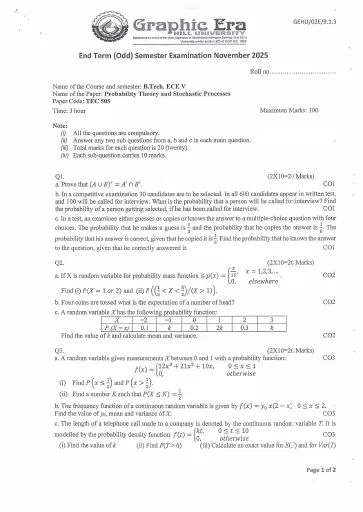 GEHU/02E/9.1.3
Graphic Era
HILL UNIVERSITY
End Term (Odd) Semester Examination November 2025
Roll no
Name of the Course and semester: B.Tech. ECE V
Name of the Paper: Probability Theory and Stochastic Processes
Paper Code: TEC 505
Time: 3 hour Maximum Marks: 100
Note:
(i) All the questions are compulsory.
(ii) Answer any two sub questions from a, b and c in each main question.
(iii) Total marks for each question is 20 (twenty).
(iv) Each sub-question carries 10 marks.
Q1. (2X10=20 Marks)
a. Prove that (A ∪ B)' = A' ∩ B'. CO1
b. In a competitive examination 30 candidates are to be selected. In all 600 candidates appear in written test,
and 100 will be called for interview. What is the probability that a person will be called for interview? Find
the probability of a person getting selected, if he has been called for interview. CO1
c. In a test, an examinee either guesses or copies or knows the answer to a multiple-choice question with four
choices. The probability that he makes a guess is and the probability that he copies the answer is The
probability that his answer is correct, given that he copied it is Find the probability that he knows the answer
to the question, given that he correctly answered it. CO1
Q2. (2X10=20 Marks)
a. If X is random variable for probability mass function is p(x) = { x/15, x = 1,2,3, ... 0, elsewhere CO2
Find (i) P(X = 1 or 2) and (ii) P((1/2 < X < 5/2)/(X > 1)).
b. Four coins are tossed what is the expectation of a number of head? CO2
c. A random variable X has the following probability function:
X −2 −1 0 1 2 3
P (X = x) 0.1 k 0.2 2k 0.3 k
Find the value of k and calculate mean and variance. CO2
Q3. (2X10=20 Marks)
a. A random variable gives measurements X between 0 and 1 with a probability function: CO3
f(x) = {12x³ + 21x² + 10x, 0 ≤ x ≤ 1
0, otherwise
(i) Find P(x ≤ 1/2) and P(x > 1/2).
(ii) Find a number K such that P(X ≤ K) = 1/2.
b. The frequency function of a continuous random variable is given by f(x) = y₀ x(2 − x), 0 ≤ x ≤ 2.
Find the value of y₀, mean and variance of X. CO3
c. The length of a telephone call made to a company is denoted by the continuous random variable T. It is
modelled by the probability density function f(t) = {kt, 0 ≤ t ≤ 10 CO3
0, otherwise
(i) Find the value of k (ii) Find P(T > 6) (iii) Calculate an exact value for E(T) and for Var(T)
Page 1 of 2